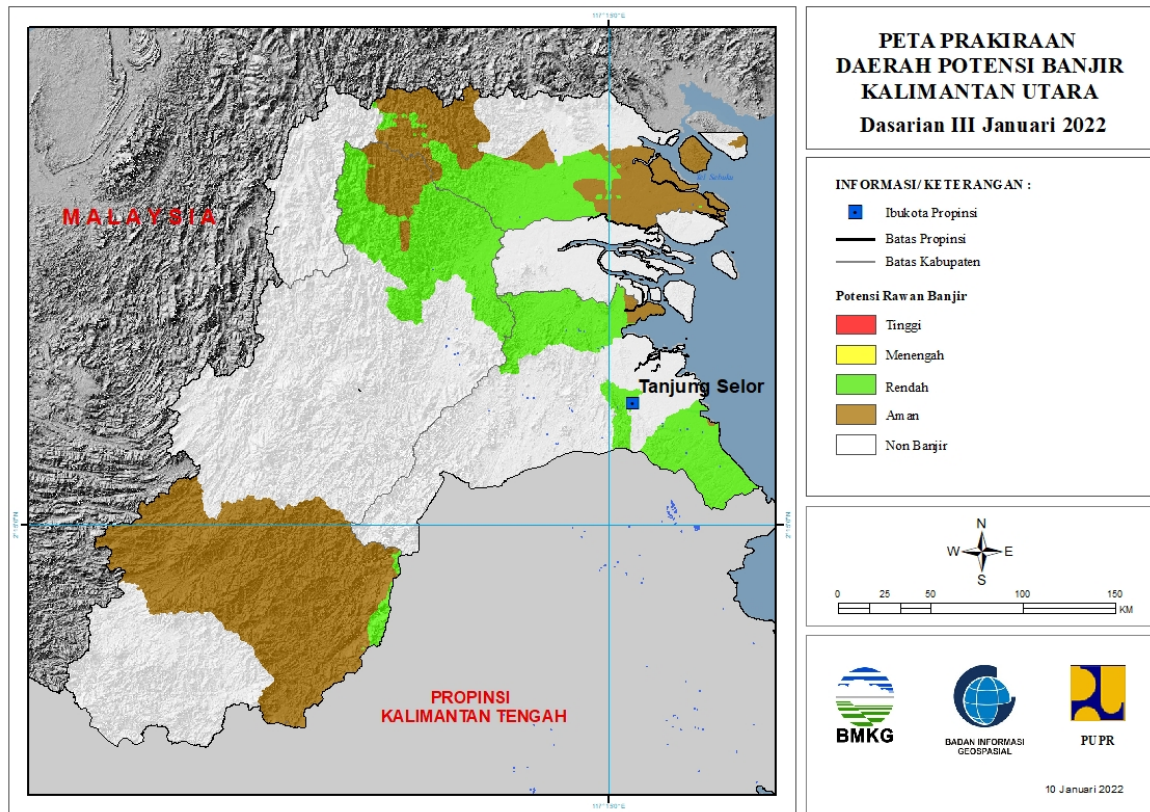 PETA PRAKIRAAN
DAERAH POTENSI BANJIR
KALIMANTAN UTARA
Dasarian III Januari 2022
INFORMASI/ KETERANGAN :
Ibukota Propinsi
Batas Propinsi
Batas Kabupaten
Potensi Rawan Banjir
Tinggi
Menengah
Rendah
Aman
Non Banjir
MALAYSIA
Tanjung Selor
PROPINSI
KALIMANTAN TENGAH
N
W E
S
0 25 50 100 150
KM
BMKG
BADAN INFORMASI
GEOSPASIAL
PUPR
10 Januari 2022